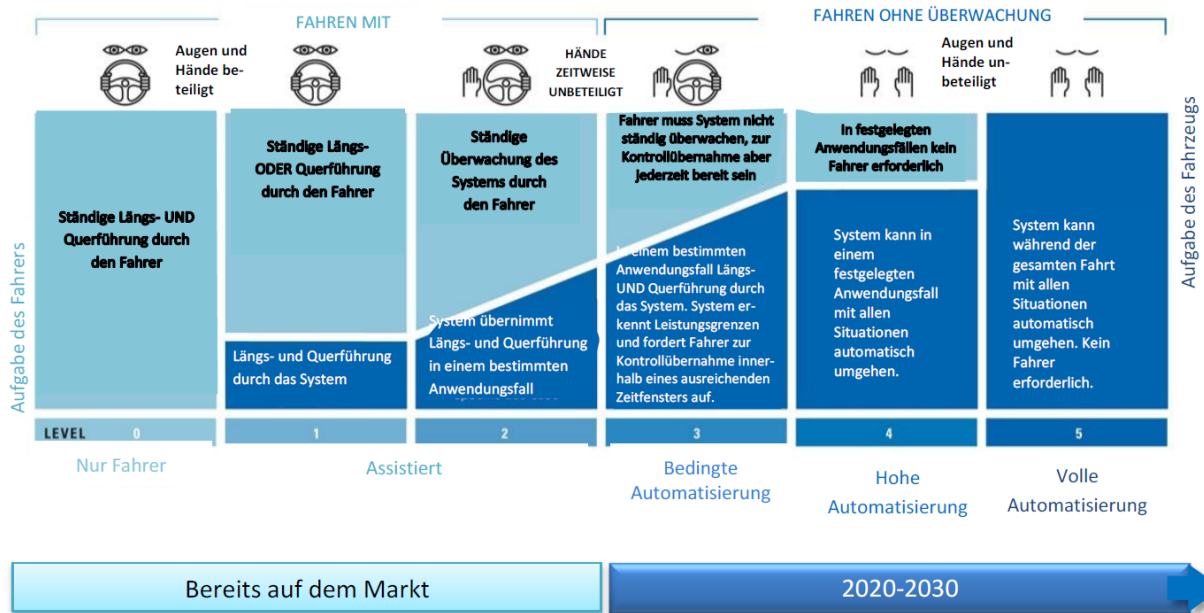 FAHREN MIT
FAHREN OHNE ÜBERWACHUNG
Augen und
Hände be-
teiligt
HÄNDE
ZEITWEISE
UNBETEILIGT
Augen und
Hände un-
beteiligt
Aufgabe des Fahrers
Ständige Längs- UND
Querführung durch
den Fahrer
Ständige Längs-
ODER Querführung
durch den Fahrer
Längs- und Querführung
durch das System
Ständige
Überwachung des
Systems durch
den Fahrer
System übernimmt
Längs- und Querführung
in einem bestimmten
Anwendungsfall
Fahrer muss System nicht
ständig überwachen, zur
Kontrollübernahme aber
jederzeit bereit sein
In einem bestimmten
Anwendungsfall Längs-
UND Querführung durch
das System. System er-
kennt Leistungsgrenzen
und fordert Fahrer zur
Kontrollübernahme inner-
halb eines ausreichenden
Zeitfensters auf.
In festgelegten
Anwendungsfällen kein
Fahrer erforderlich
System kann in
einem
festgelegten
Anwendungsfall
mit allen
Situationen
automatisch
umgehen.
System kann
während der
gesamten Fahrt
mit allen
Situationen
automatisch
umgehen. Kein
Fahrer
erforderlich.
Aufgabe des Fahrzeugs
LEVEL 0 1 2 3 4 5
Nur Fahrer
Assistiert
Bedingte
Automatisierung
Hohe
Automatisierung
Volle
Automatisierung
Bereits auf dem Markt
2020-2030